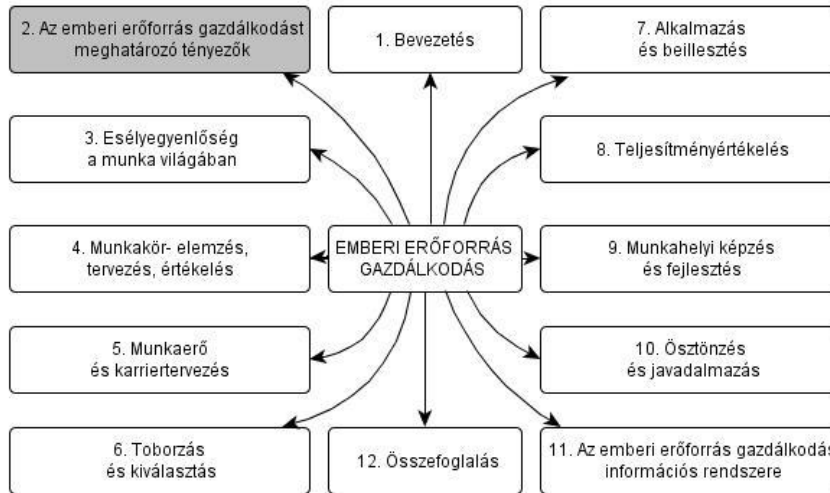 2. Az emberi erőforrás gazdálkodást
meghatározó tényezők
1. Bevezetés
7. Alkalmazás
és beillesztés
3. Esélyegyenlőség
a munka világában
8. Teljesítményértékelés
4. Munkakör- elemzés,
tervezés, értékelés
EMBERI ERŐFORRÁS
GAZDÁLKODÁS
9. Munkahelyi képzés
és fejlesztés
5. Munkaerő
és karriertervezés
10. Ösztönzés
és javadalmazás
6. Toborzás
és kiválasztás
12. Összefoglalás
11. Az emberi erőforrás gazdálkodás
információs rendszere